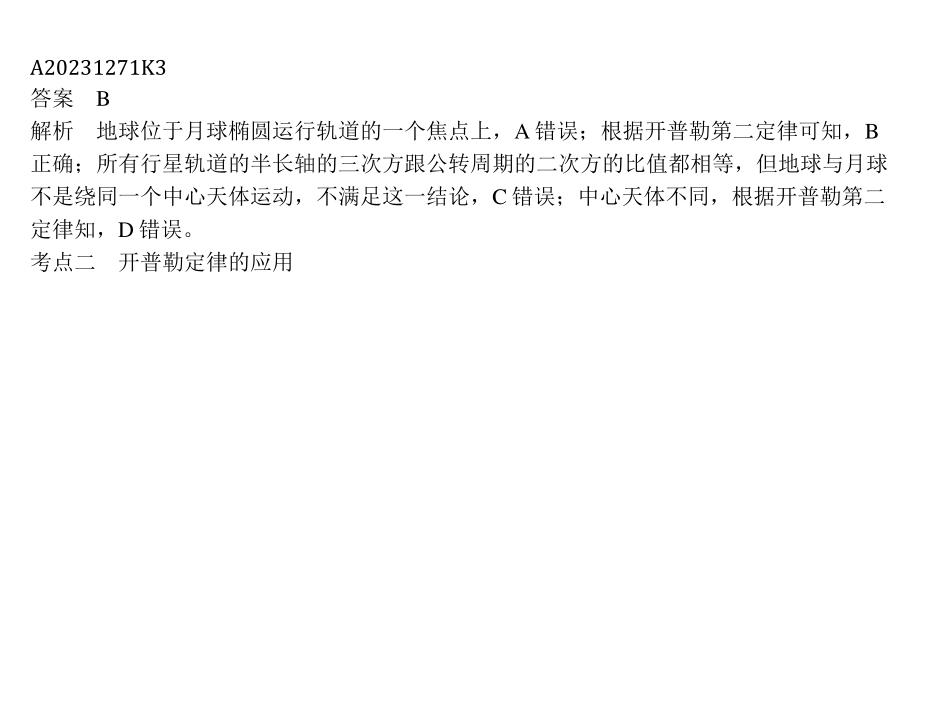 A20231271K3
答案　B
解析　地球位于月球椭圆运行轨道的一个焦点上，A 错误；根据开普勒第二定律可知，B
正确；所有行星轨道的半长轴的三次方跟公转周期的二次方的比值都相等，但地球与月球
不是绕同一个中心天体运动，不满足这一结论，C 错误；中心天体不同，根据开普勒第二
定律知，D 错误。
考点二　开普勒定律的应用